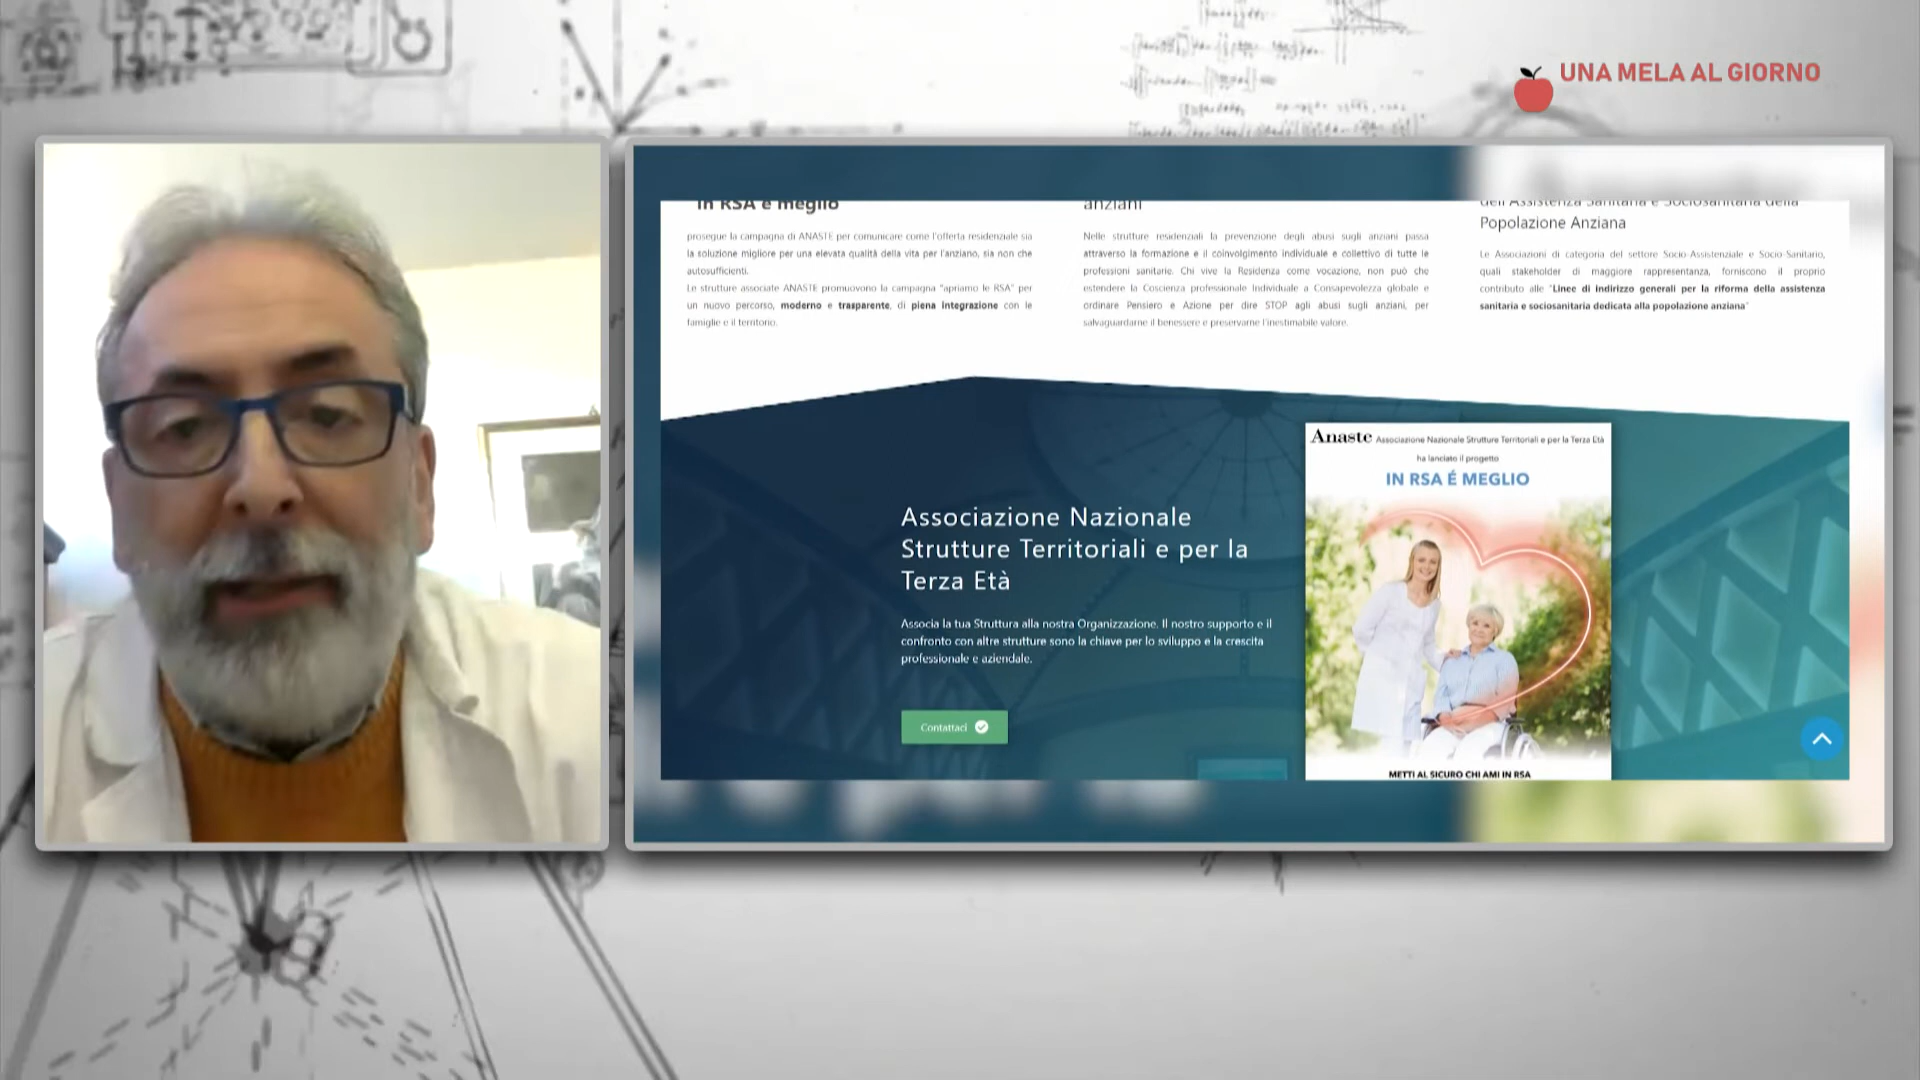 UNA MELA AL GIORNO
In RSA è meglio
prosegue la campagna di ANASTE per comunicare come l'offerta residenziale sia
la soluzione migliore per una elevata qualità della vita per l'anziano, sia non che
autosufficienti.
Le strutture associate ANASTE promuovono la campagna "apriamo le RSA" per
un nuovo percorso, moderno e trasparente, di piena integrazione con le
famiglie e il territorio.
anziani
Nelle strutture residenziali la prevenzione degli abusi sugli anziani passa
attraverso la formazione e il coinvolgimento individuale e collettivo di tutte le
professioni sanitarie. Chi vive la Residenza come vocazione, non può che
estendere la Coscienza professionale Individuale a Consapevolezza globale e
ordinare Pensiero e Azione per dire STOP agli abusi sugli anziani, per
salvaguardarne il benessere e preservarne l'inestimabile valore.
dell'Assistenza Sanitaria e Sociosanitaria della
Popolazione Anziana
Le Associazioni di categoria del settore Socio-Assistenziale e Socio-Sanitario,
quali stakeholder di maggiore rappresentanza, forniscono il proprio
contributo alle "Linee di indirizzo generali per la riforma della assistenza
sanitaria e sociosanitaria dedicata alla popolazione anziana"
Associazione Nazionale
Strutture Territoriali e per la
Terza Età
Associa la tua Struttura alla nostra Organizzazione. Il nostro supporto e il
confronto con altre strutture sono la chiave per lo sviluppo e la crescita
professionale e aziendale.
Contattaci
Anaste Associazione Nazionale Strutture Territoriali e per la Terza Età
ha lanciato il progetto
IN RSA É MEGLIO
METTI AL SICURO CHI AMI IN RSA